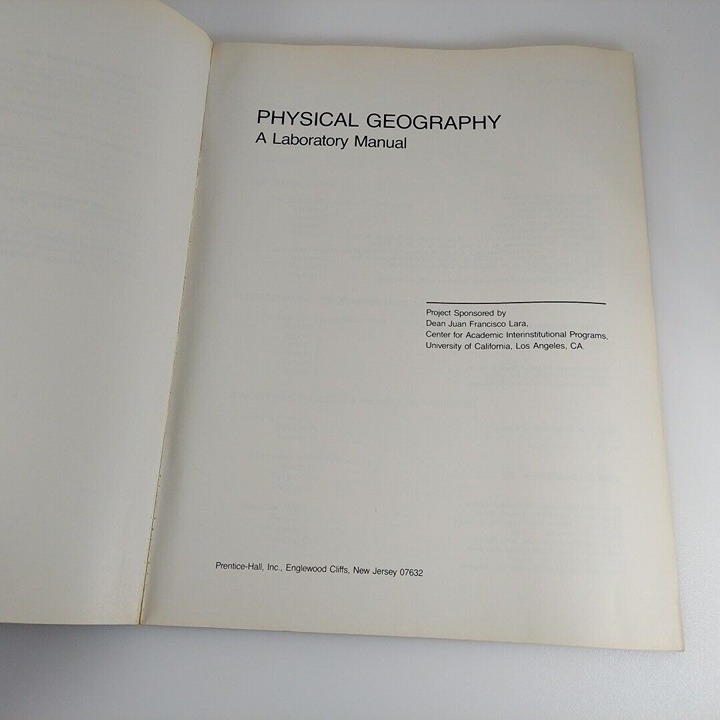 PHYSICAL GEOGRAPHY
A Laboratory Manual
Project Sponsored by
Dean Juan Francisco Lara,
Center for Academic Interinstitutional Programs,
University of California, Los Angeles, CA.
Prentice-Hall, Inc., Englewood Cliffs, New Jersey 07632